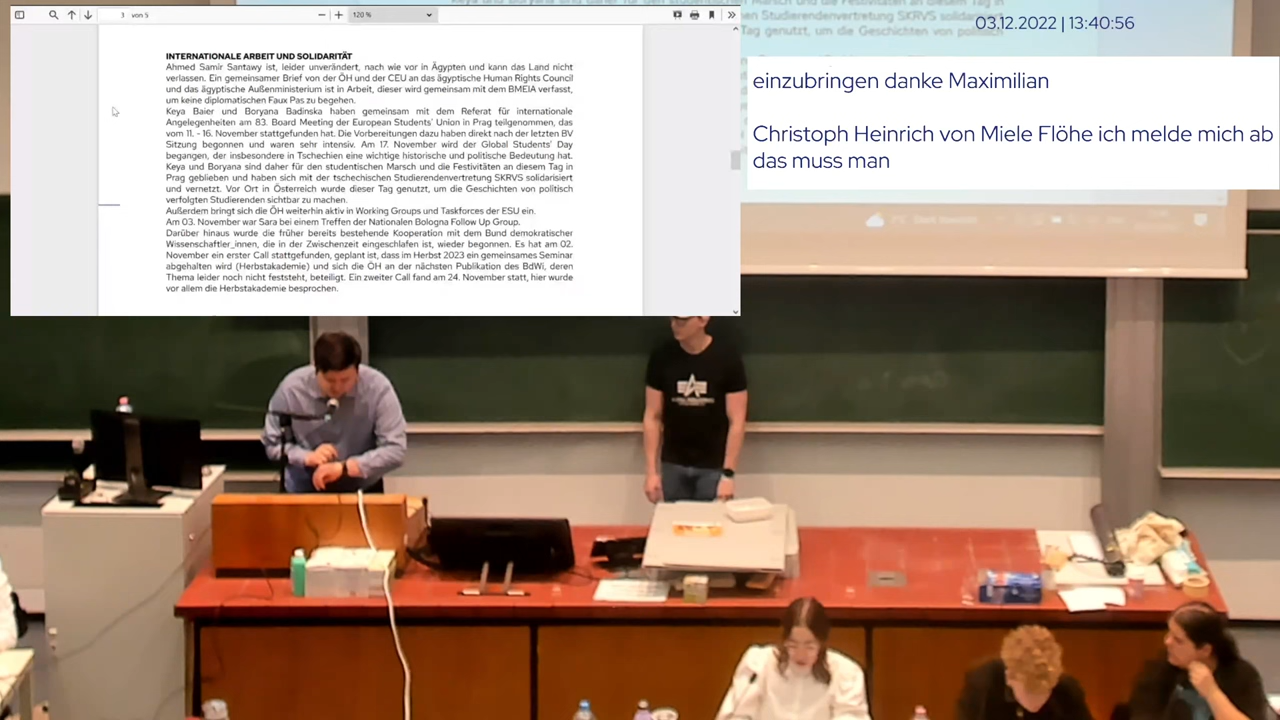 3 von 5
120 %
INTERNATIONALE ARBEIT UND SOLIDARITÄT
Ahmed Samir Santawy ist, leider unverändert, nach wie vor in Ägypten und kann das Land nicht
verlassen. Ein gemeinsamer Brief von der ÖH und der CEU an das ägyptische Human Rights Council
und das ägyptische Außenministerium ist in Arbeit, dieser wird gemeinsam mit dem BMEIA verfasst,
um keine diplomatischen Faux Pas zu begehen.
Keya Baier und Boryana Badinska haben gemeinsam mit dem Referat für internationale
Angelegenheiten am 83. Board Meeting der European Students' Union in Prag teilgenommen, das
vom 11. - 16. November stattgefunden hat. Die Vorbereitungen dazu haben direkt nach der letzten BV
Sitzung begonnen und waren sehr intensiv. Am 17. November wird der Global Students' Day
begangen, der insbesondere in Tschechien eine wichtige historische und politische Bedeutung hat.
Keya und Boryana sind daher für den studentischen Marsch und die Festivitäten an diesem Tag in
Prag geblieben und haben sich mit der tschechischen Studierendenvertretung SKRVS solidarisiert
und vernetzt. Vor Ort in Österreich wurde dieser Tag genutzt, um die Geschichten von politisch
verfolgten Studierenden sichtbar zu machen.
Außerdem bringt sich die ÖH weiterhin aktiv in Working Groups und Taskforces der ESU ein.
Am 03. November war Sara bei einem Treffen der Nationalen Bologna Follow Up Group.
Darüber hinaus wurde die früher bereits bestehende Kooperation mit dem Bund demokratischer
Wissenschaftler_innen, die in der Zwischenzeit eingeschlafen ist, wieder begonnen. Es hat am 02.
November ein erster Call stattgefunden, geplant ist, dass im Herbst 2023 ein gemeinsames Seminar
abgehalten wird (Herbstakademie) und sich die ÖH an der nächsten Publikation des BdWi, deren
Thema leider noch nicht feststeht, beteiligt. Ein zweiter Call fand am 24. November statt, hier wurde
vor allem die Herbstakademie besprochen.
en Studierendenvertretung SKRVS
Tag genutzt, um die Geschichten von politisch
03.12.2022 | 13:40:56
einzubringen danke Maximilian
Christoph Heinrich von Miele Flöhe ich melde mich ab
das muss man